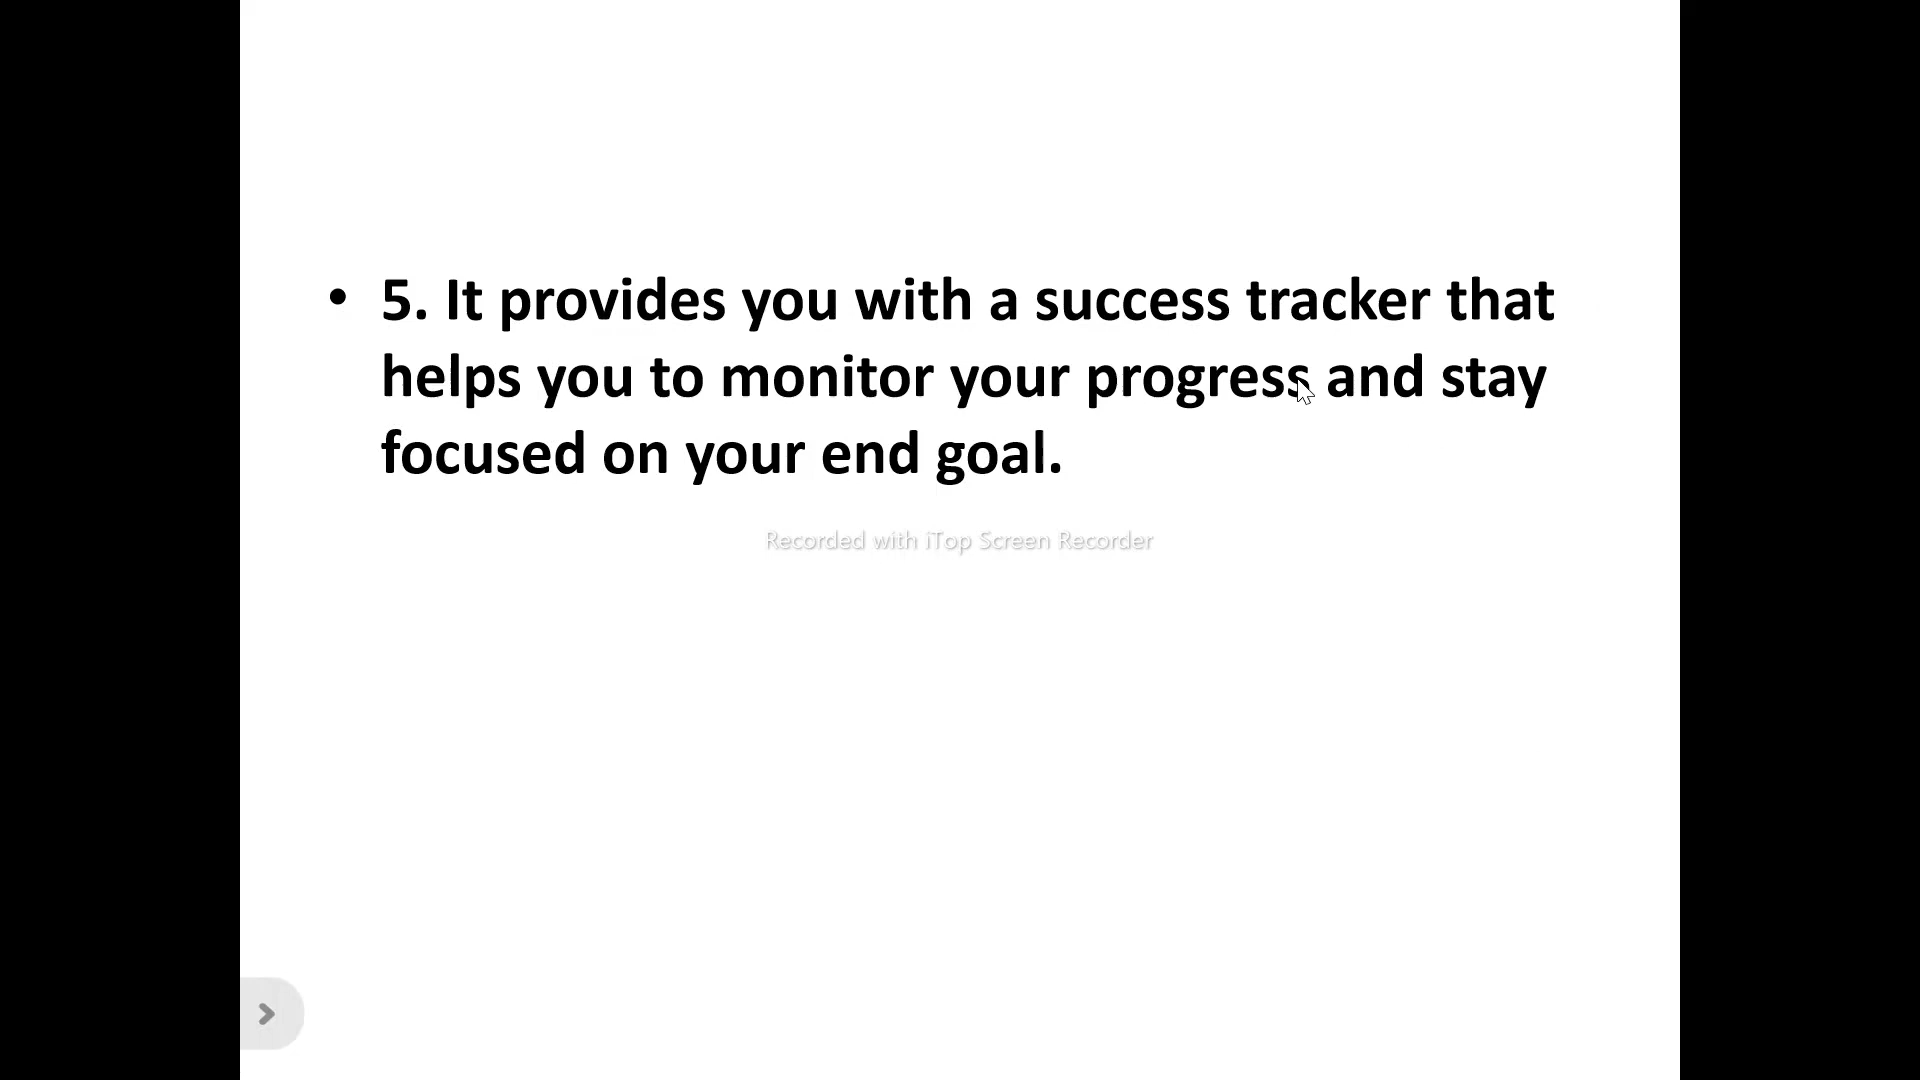 • 5. It provides you with a success tracker that
helps you to monitor your progress and stay
focused on your end goal.
Recorded with iTop Screen Recorder